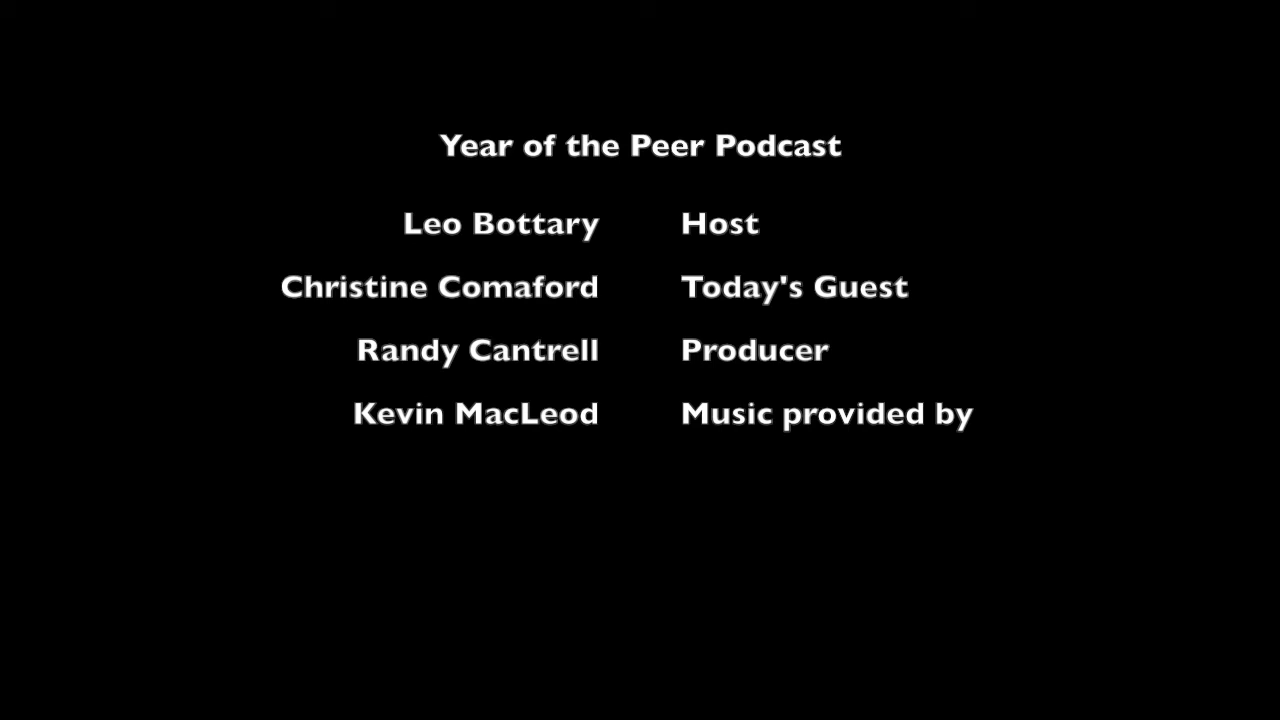 Year of the Peer Podcast
Leo Bottary Host
Christine Comaford Today's Guest
Randy Cantrell Producer
Kevin MacLeod Music provided by